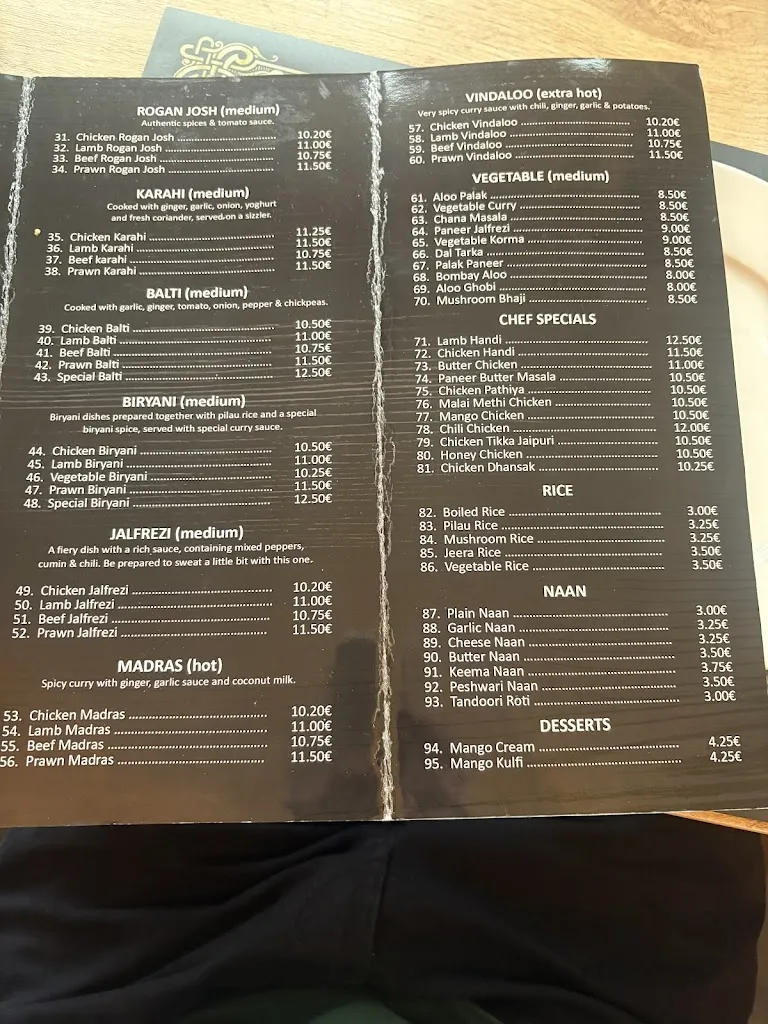 ROGAN JOSH (medium)
Authentic spices & tomato sauce.
31. Chicken Rogan Josh 10.20€
32. Lamb Rogan Josh 11.00€
33. Beef Rogan Josh 10.75€
34. Prawn Rogan Josh 11.50€
KARAHI (medium)
Cooked with ginger, garlic, onion, yoghurt
and fresh coriander, served on a sizzler.
35. Chicken Karahi 11.25€
36. Lamb Karahi 11.50€
37. Beef karahi 10.75€
38. Prawn Karahi 11.50€
BALTI (medium)
Cooked with garlic, ginger, tomato, onion, pepper & chickpeas.
39. Chicken Balti 10.50€
40. Lamb Balti 11.00€
41. Beef Balti 10.75€
42. Prawn Balti 11.50€
43. Special Balti 12.50€
BIRYANI (medium)
Biryani dishes prepared together with pilau rice and a special
biryani spice, served with special curry sauce.
44. Chicken Biryani 10.50€
45. Lamb Biryani 11.00€
46. Vegetable Biryani 10.25€
47. Prawn Biryani 11.50€
48. Special Biryani 12.50€
JALFREZI (medium)
A fiery dish with a rich sauce, containing mixed peppers,
cumin & chili. Be prepared to sweat a little bit with this one.
49. Chicken Jalfrezi 10.20€
50. Lamb Jalfrezi 11.00€
51. Beef Jalfrezi 10.75€
52. Prawn Jalfrezi 11.50€
MADRAS (hot)
Spicy curry with ginger, garlic sauce and coconut milk.
53. Chicken Madras 10.20€
54. Lamb Madras 11.00€
55. Beef Madras 10.75€
56. Prawn Madras 11.50€
VINDALOO (extra hot)
Very spicy curry sauce with chili, ginger, garlic & potatoes.
57. Chicken Vindaloo 10.20€
58. Lamb Vindaloo 11.00€
59. Beef Vindaloo 10.75€
60. Prawn Vindaloo 11.50€
VEGETABLE (medium)
61. Aloo Palak 8.50€
62. Vegetable Curry 8.50€
63. Chana Masala 8.50€
64. Paneer Jalfrezi 9.00€
65. Vegetable Korma 9.00€
66. Dal Tarka 8.50€
67. Palak Paneer 8.50€
68. Bombay Aloo 8.00€
69. Aloo Ghobi 8.00€
70. Mushroom Bhaji 8.50€
CHEF SPECIALS
71. Lamb Handi 12.50€
72. Chicken Handi 11.50€
73. Butter Chicken 11.00€
74. Paneer Butter Masala 10.50€
75. Chicken Pathiya 10.50€
76. Malai Methi Chicken 10.50€
77. Mango Chicken 10.50€
78. Chili Chicken 12.00€
79. Chicken Tikka Jaipuri 10.50€
80. Honey Chicken 10.50€
81. Chicken Dhansak 10.25€
RICE
82. Boiled Rice 3.00€
83. Pilau Rice 3.25€
84. Mushroom Rice 3.25€
85. Jeera Rice 3.50€
86. Vegetable Rice 3.50€
NAAN
87. Plain Naan 3.00€
88. Garlic Naan 3.25€
89. Cheese Naan 3.25€
90. Butter Naan 3.50€
91. Keema Naan 3.75€
92. Peshwari Naan 3.50€
93. Tandoori Roti 3.00€
DESSERTS
94. Mango Cream 4.25€
95. Mango Kulfi 4.25€